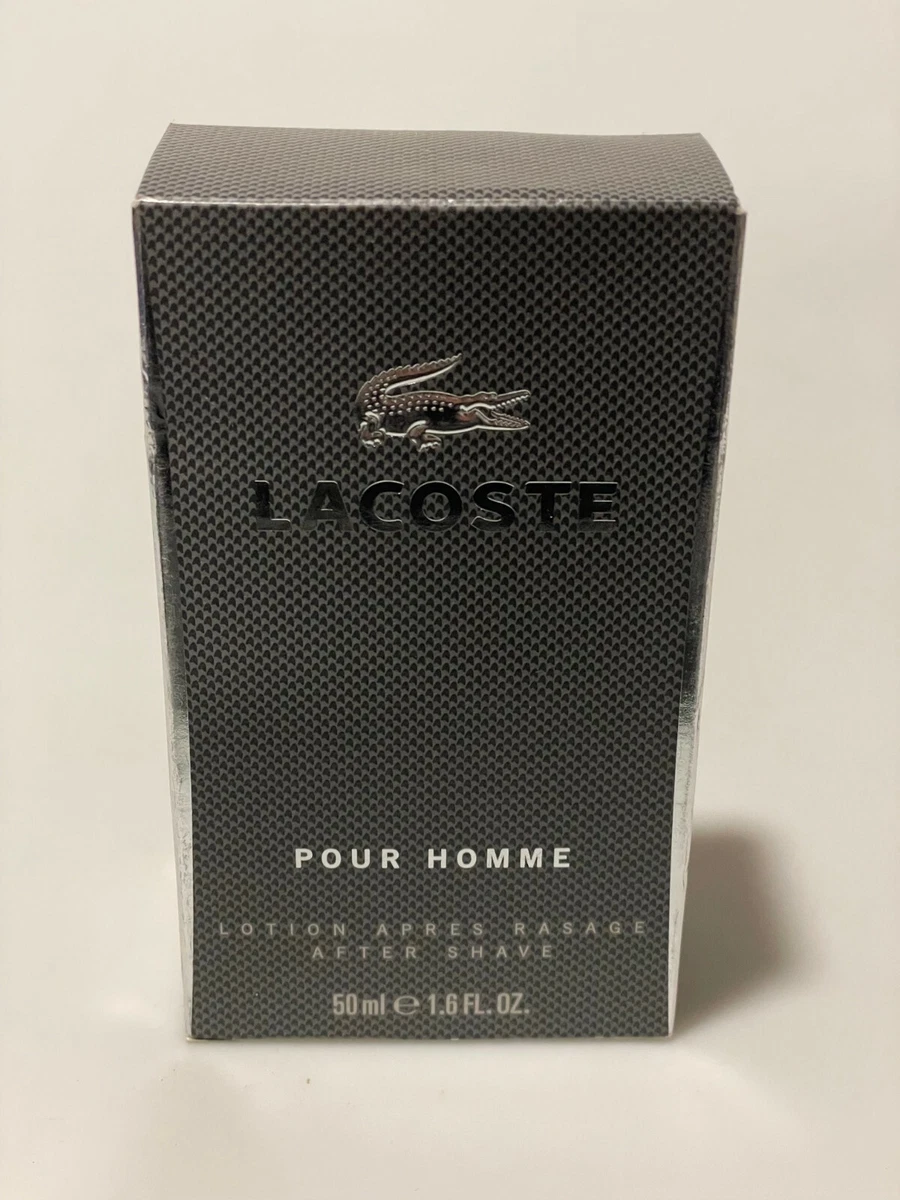 LACOSTE
POUR HOMME
LOTION APRES RASAGE
AFTER SHAVE
50 ml ℮ 1.6 FL. OZ.